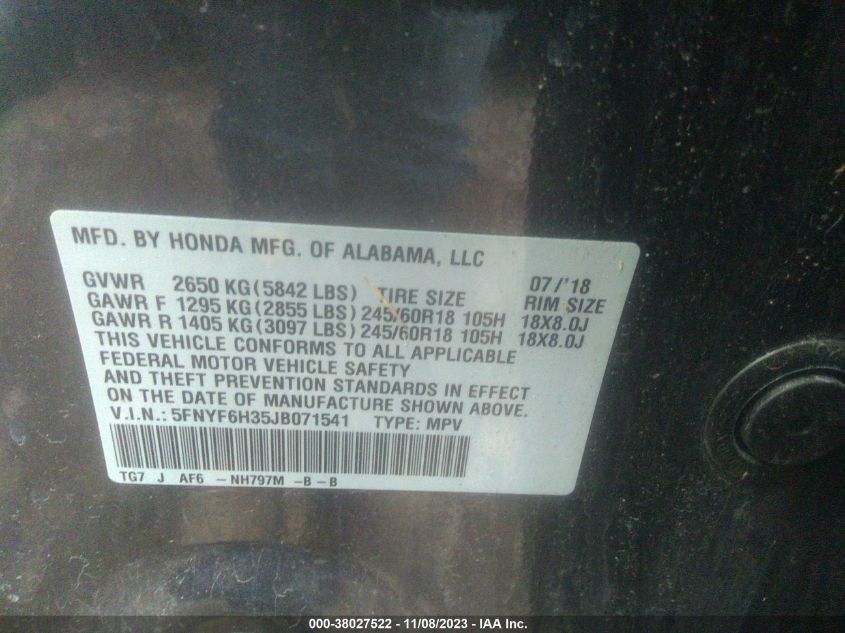 MFD. BY HONDA MFG. OF ALABAMA, LLC
GVWR 2650 KG (5842 LBS) TIRE SIZE 07/'18 RIM SIZE
GAWR F 1295 KG (2855 LBS) 245/60R18 105H 18X8.0J
GAWR R 1405 KG (3097 LBS) 245/60R18 105H 18X8.0J
THIS VEHICLE CONFORMS TO ALL APPLICABLE
FEDERAL MOTOR VEHICLE SAFETY
AND THEFT PREVENTION STANDARDS IN EFFECT
ON THE DATE OF MANUFACTURE SHOWN ABOVE.
V.I.N.: 5FNYF6H35JB071541 TYPE: MPV
TG7 J AF6 - NH797M - B - B
000-38027522 - 11/08/2023 - IAA Inc.